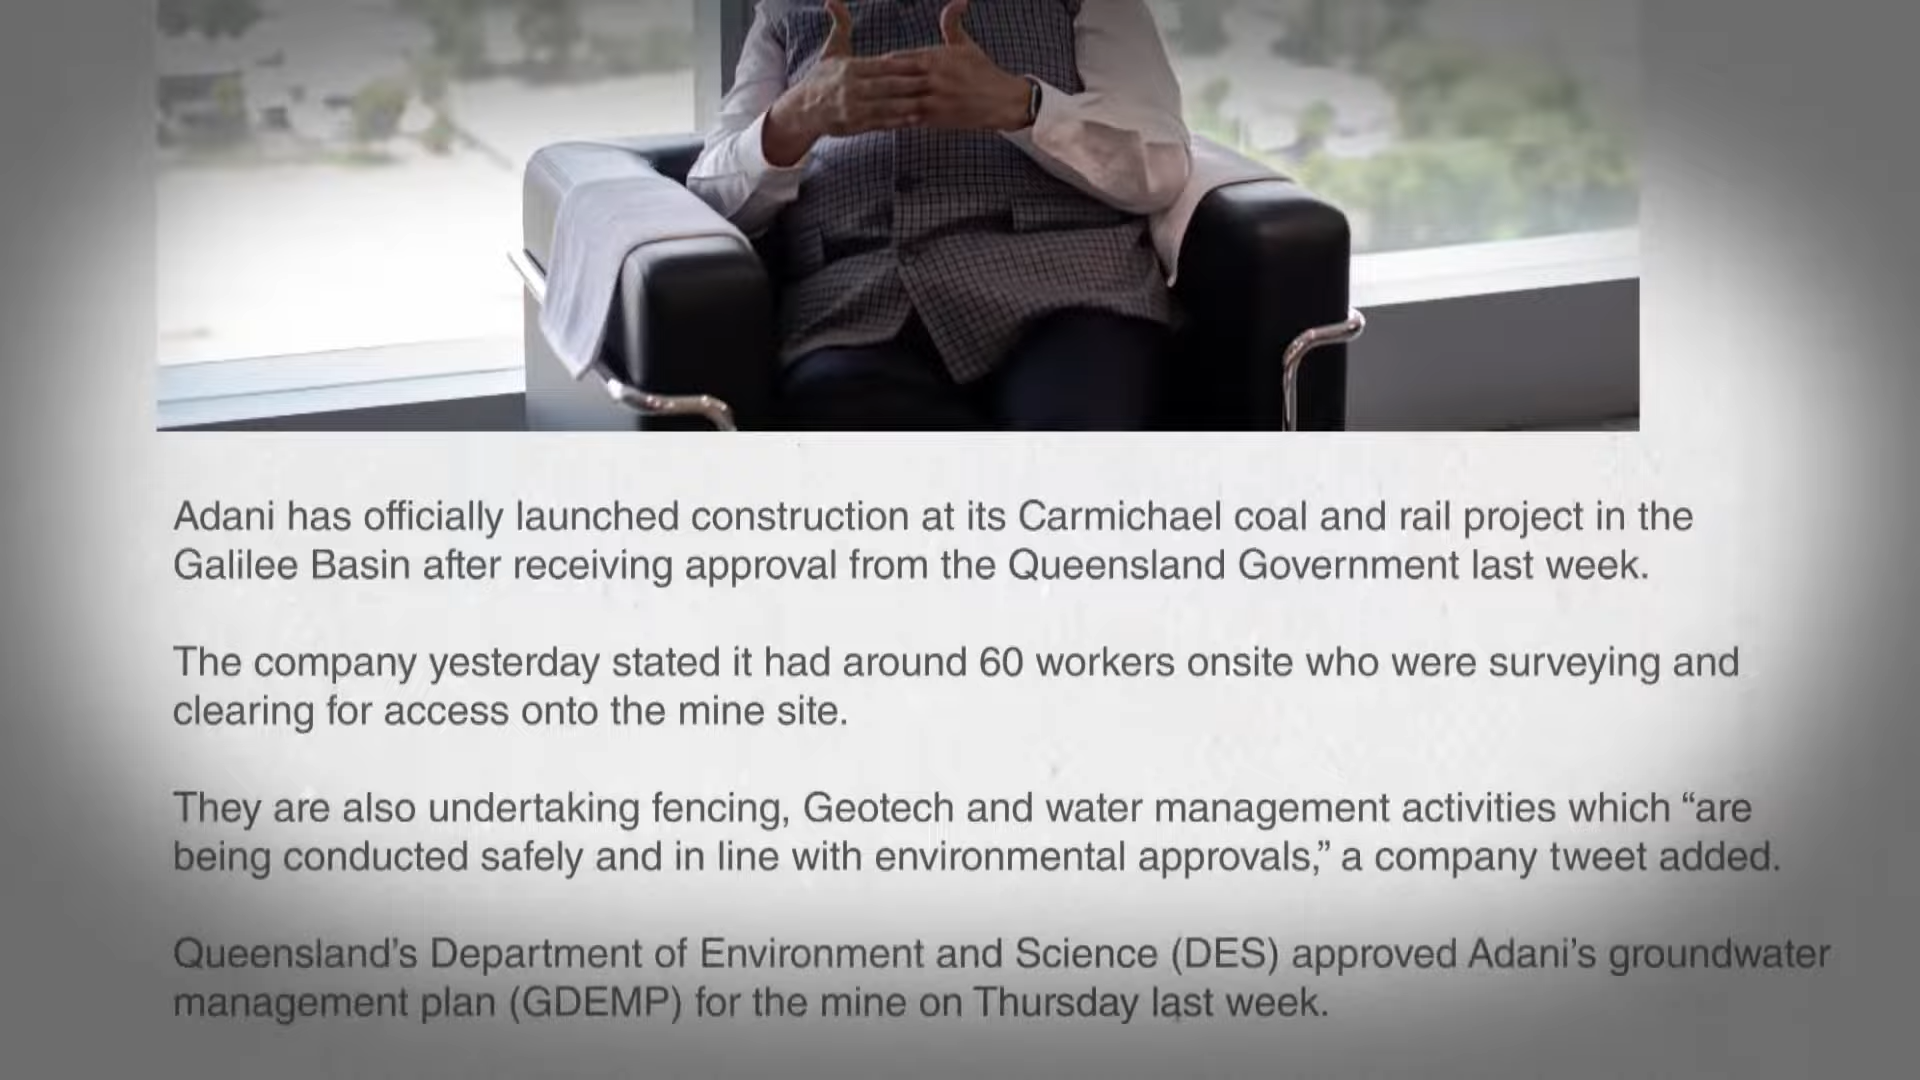 Adani has officially launched construction at its Carmichael coal and rail project in the
Galilee Basin after receiving approval from the Queensland Government last week.
The company yesterday stated it had around 60 workers onsite who were surveying and
clearing for access onto the mine site.
They are also undertaking fencing, Geotech and water management activities which “are
being conducted safely and in line with environmental approvals,” a company tweet added.
Queensland’s Department of Environment and Science (DES) approved Adani’s groundwater
management plan (GDEMP) for the mine on Thursday last week.